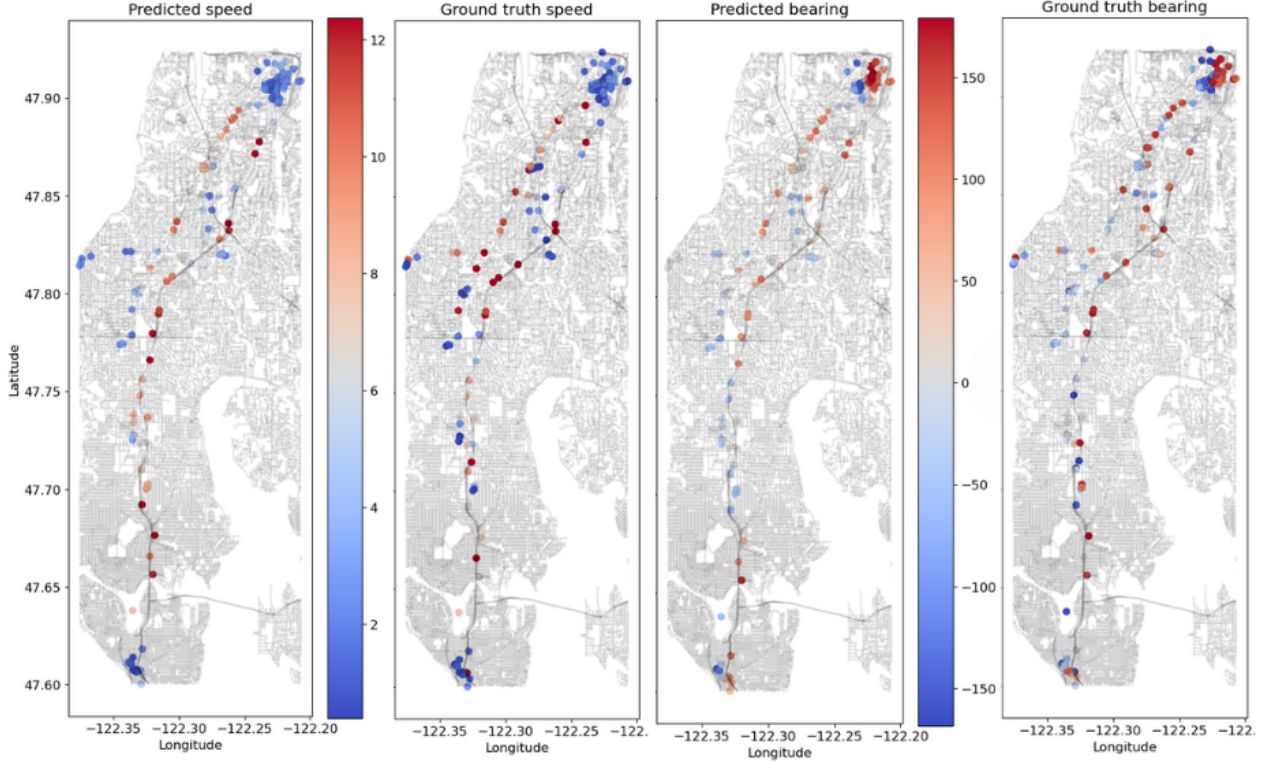 Predicted speed
Ground truth speed
Predicted bearing
Ground truth bearing
Latitude
47.90
47.85
47.80
47.75
47.70
47.65
47.60
12
10
8
6
4
2
150
100
50
0
−50
−100
−150
−122.35 −122.30 −122.25 −122.20
Longitude
−122.35 −122.30 −122.25 −122.
Longitude
−122.35 −122.30 −122.25 −122.20
Longitude
−122.35 −122.30 −122.25 −122.
Longitude